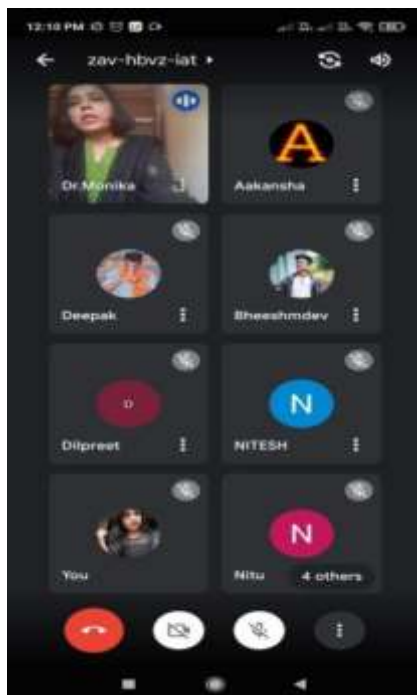 12:10 PM
zav-hbvz-iat
Dr.Monika
A
Aakansha
Deepak
Bheeshmdev
D
Dilpreet
N
NITESH
You
N
Nitu
4 others